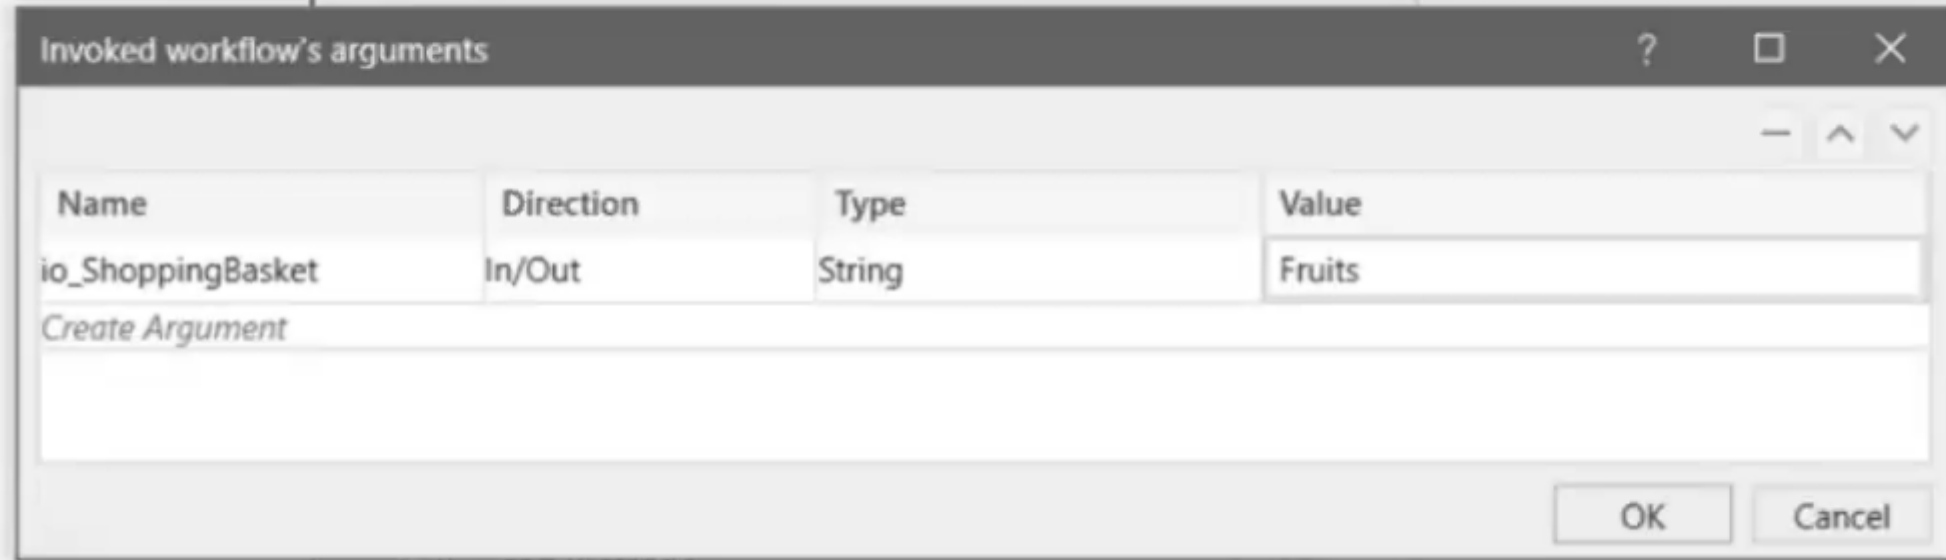 Invoked workflow's arguments ?
Name Direction Type Value
io_ShoppingBasket In/Out String Fruits
Create Argument
OK Cancel